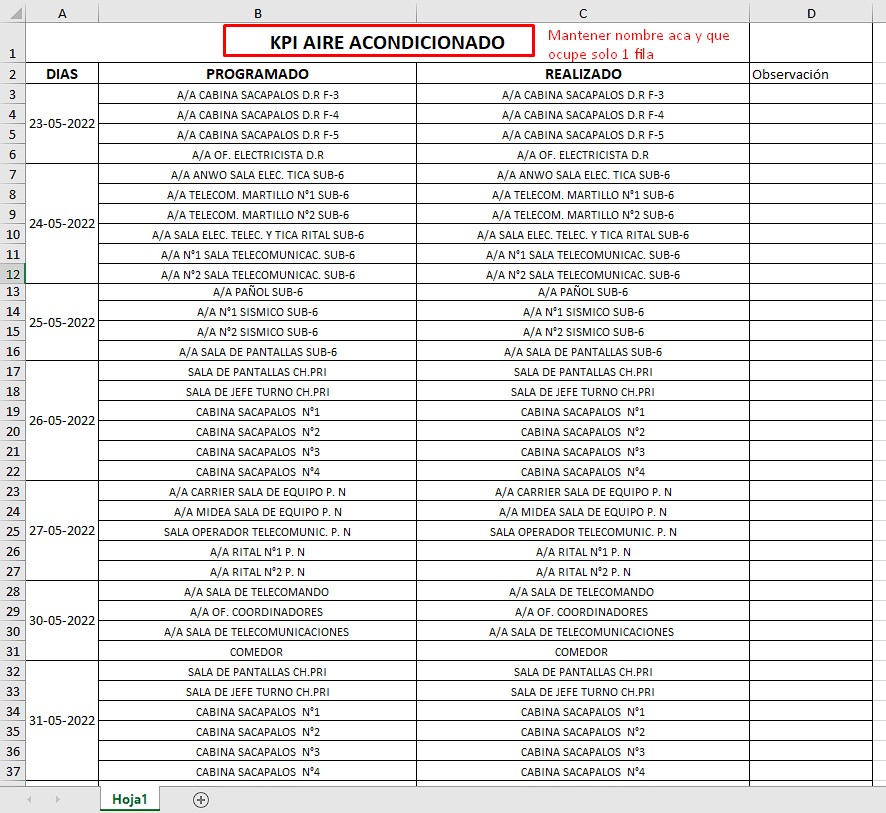 A B C D
1 KPI AIRE ACONDICIONADO Mantener nombre aca y que
ocupe solo 1 fila
2 DIAS PROGRAMADO REALIZADO Observación
3 A/A CABINA SACAPALOS D.R F-3 A/A CABINA SACAPALOS D.R F-3
4 23-05-2022 A/A CABINA SACAPALOS D.R F-4 A/A CABINA SACAPALOS D.R F-4
5 A/A CABINA SACAPALOS D.R F-5 A/A CABINA SACAPALOS D.R F-5
6 A/A OF. ELECTRICISTA D.R A/A OF. ELECTRICISTA D.R
7 A/A ANWO SALA ELEC. TICA SUB-6 A/A ANWO SALA ELEC. TICA SUB-6
8 A/A TELECOM. MARTILLO N°1 SUB-6 A/A TELECOM. MARTILLO N°1 SUB-6
9 24-05-2022 A/A TELECOM. MARTILLO N°2 SUB-6 A/A TELECOM. MARTILLO N°2 SUB-6
10 A/A SALA ELEC. TELEC. Y TICA RITAL SUB-6 A/A SALA ELEC. TELEC. Y TICA RITAL SUB-6
11 A/A N°1 SALA TELECOMUNICAC. SUB-6 A/A N°1 SALA TELECOMUNICAC. SUB-6
12 A/A N°2 SALA TELECOMUNICAC. SUB-6 A/A N°2 SALA TELECOMUNICAC. SUB-6
13 A/A PAÑOL SUB-6 A/A PAÑOL SUB-6
14 25-05-2022 A/A N°1 SISMICO SUB-6 A/A N°1 SISMICO SUB-6
15 A/A N°2 SISMICO SUB-6 A/A N°2 SISMICO SUB-6
16 A/A SALA DE PANTALLAS SUB-6 A/A SALA DE PANTALLAS SUB-6
17 SALA DE PANTALLAS CH.PRI SALA DE PANTALLAS CH.PRI
18 SALA DE JEFE TURNO CH.PRI SALA DE JEFE TURNO CH.PRI
19 26-05-2022 CABINA SACAPALOS N°1 CABINA SACAPALOS N°1
20 CABINA SACAPALOS N°2 CABINA SACAPALOS N°2
21 CABINA SACAPALOS N°3 CABINA SACAPALOS N°3
22 CABINA SACAPALOS N°4 CABINA SACAPALOS N°4
23 A/A CARRIER SALA DE EQUIPO P. N A/A CARRIER SALA DE EQUIPO P. N
24 A/A MIDEA SALA DE EQUIPO P. N A/A MIDEA SALA DE EQUIPO P. N
25 27-05-2022 SALA OPERADOR TELECOMUNIC. P. N SALA OPERADOR TELECOMUNIC. P. N
26 A/A RITAL N°1 P. N A/A RITAL N°1 P. N
27 A/A RITAL N°2 P. N A/A RITAL N°2 P. N
28 A/A SALA DE TELECOMANDO A/A SALA DE TELECOMANDO
29 30-05-2022 A/A OF. COORDINADORES A/A OF. COORDINADORES
30 A/A SALA DE TELECOMUNICACIONES A/A SALA DE TELECOMUNICACIONES
31 COMEDOR COMEDOR
32 SALA DE PANTALLAS CH.PRI SALA DE PANTALLAS CH.PRI
33 SALA DE JEFE TURNO CH.PRI SALA DE JEFE TURNO CH.PRI
34 31-05-2022 CABINA SACAPALOS N°1 CABINA SACAPALOS N°1
35 CABINA SACAPALOS N°2 CABINA SACAPALOS N°2
36 CABINA SACAPALOS N°3 CABINA SACAPALOS N°3
37 CABINA SACAPALOS N°4 CABINA SACAPALOS N°4
Hoja1